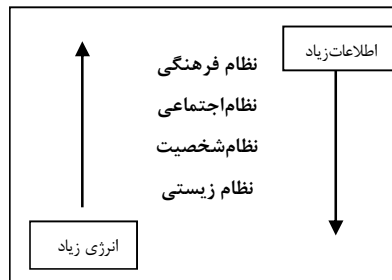 اطلاعات‌زیاد
نظام فرهنگی
نظام‌اجتماعی
نظام‌شخصیت
نظام زیستی
انرژی زیاد